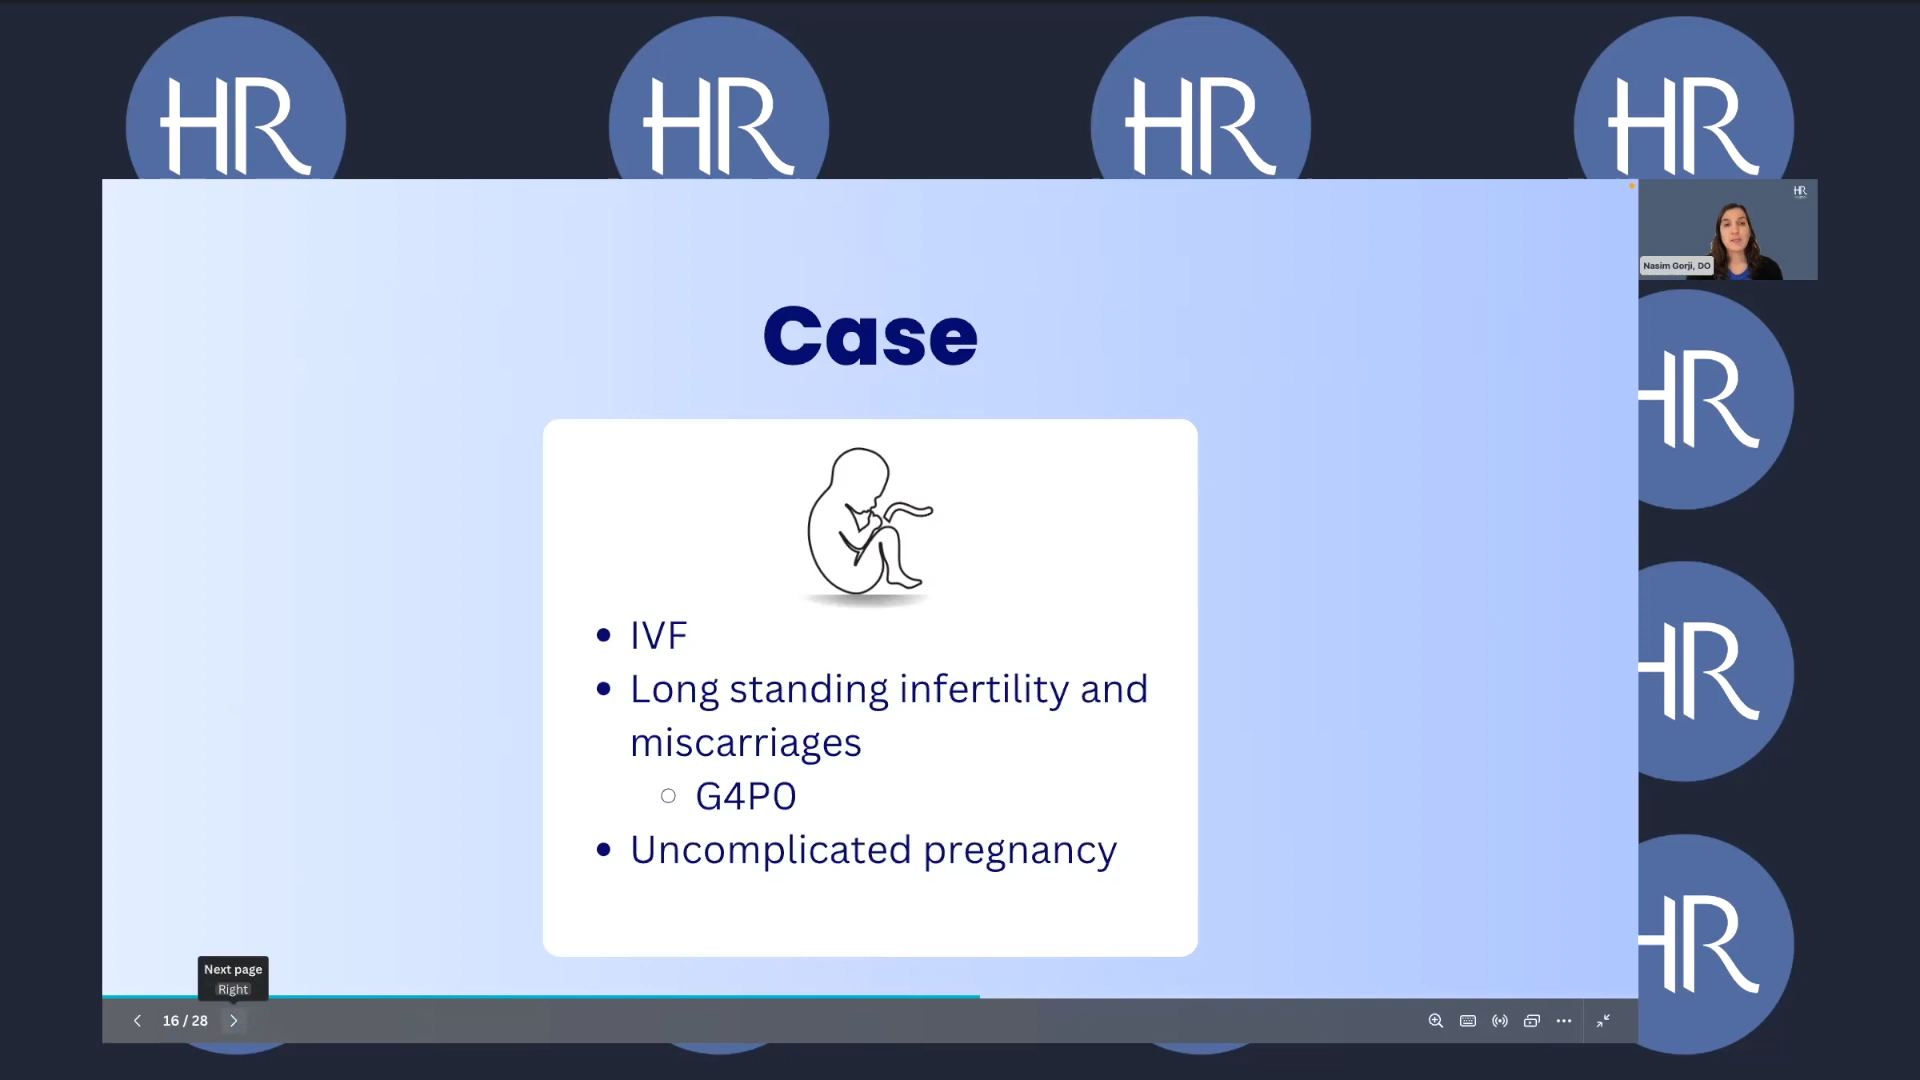 HR
HR
HR
HR
HR
Nasim Gorji, DO
Case
HR
IVF
Long standing infertility and
miscarriages
G4P0
Uncomplicated pregnancy
HR
HR
Next page
Right
16 / 28